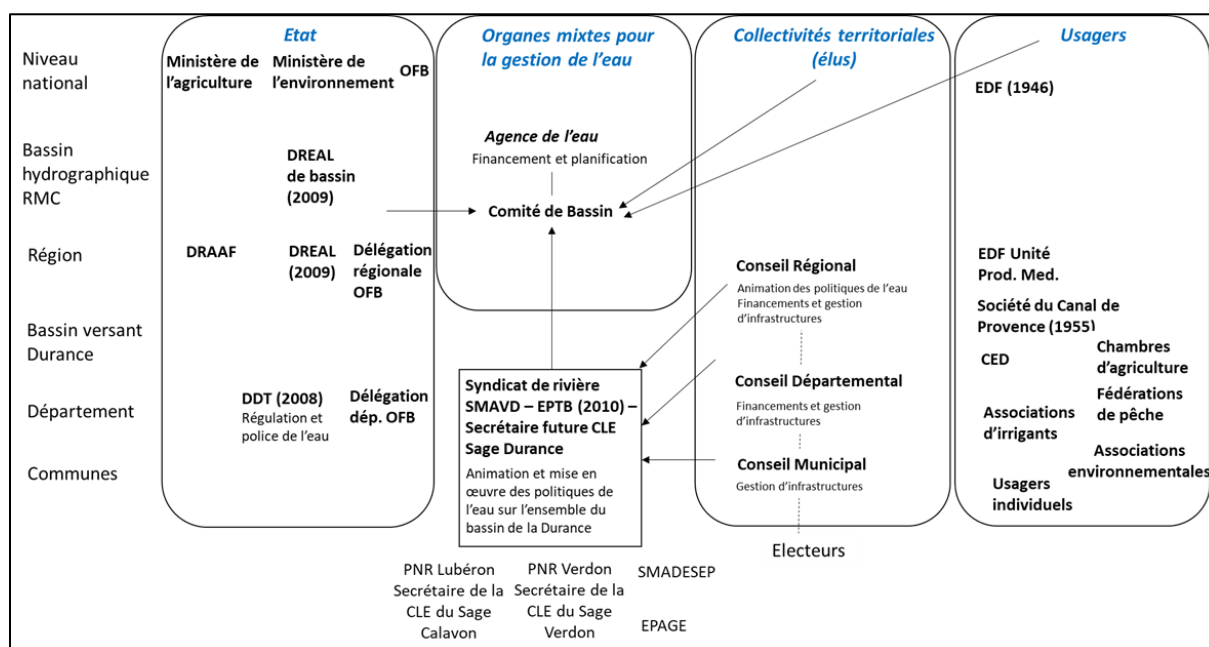 Etat
Organes mixtes pour
la gestion de l’eau
Collectivités territoriales
(élus)
Usagers
Niveau
national
Ministère de
l’agriculture
Ministère de
l’environnement
OFB
EDF (1946)
Bassin
hydrographique
RMC
DREAL
de bassin
(2009)
Agence de l’eau
Financement et planification
Comité de Bassin
Région
DRAAF
DREAL
(2009)
Délégation
régionale
OFB
Conseil Régional
Animation des politiques de l’eau
Financements et gestion
d’infrastructures
EDF Unité
Prod. Med.
Société du Canal de
Provence (1955)
Bassin versant
Durance
CED
Chambres
d’agriculture
Département
DDT (2008)
Régulation et
police de l’eau
Délégation
dép. OFB
Syndicat de rivière
SMAVD – EPTB (2010) –
Secrétaire future CLE
Sage Durance
Animation et mise en
œuvre des politiques de
l’eau sur l’ensemble du
bassin de la Durance
Conseil Départemental
Financements et gestion
d’infrastructures
Fédérations
de pêche
Associations
d’irrigants
Communes
Conseil Municipal
Gestion d’infrastructures
Associations
environnementales
Usagers
individuels
Electeurs
PNR Lubéron
Secrétaire de la
CLE du Sage
Calavon
PNR Verdon
Secrétaire de la
CLE du Sage
Verdon
SMADESEP
EPAGE